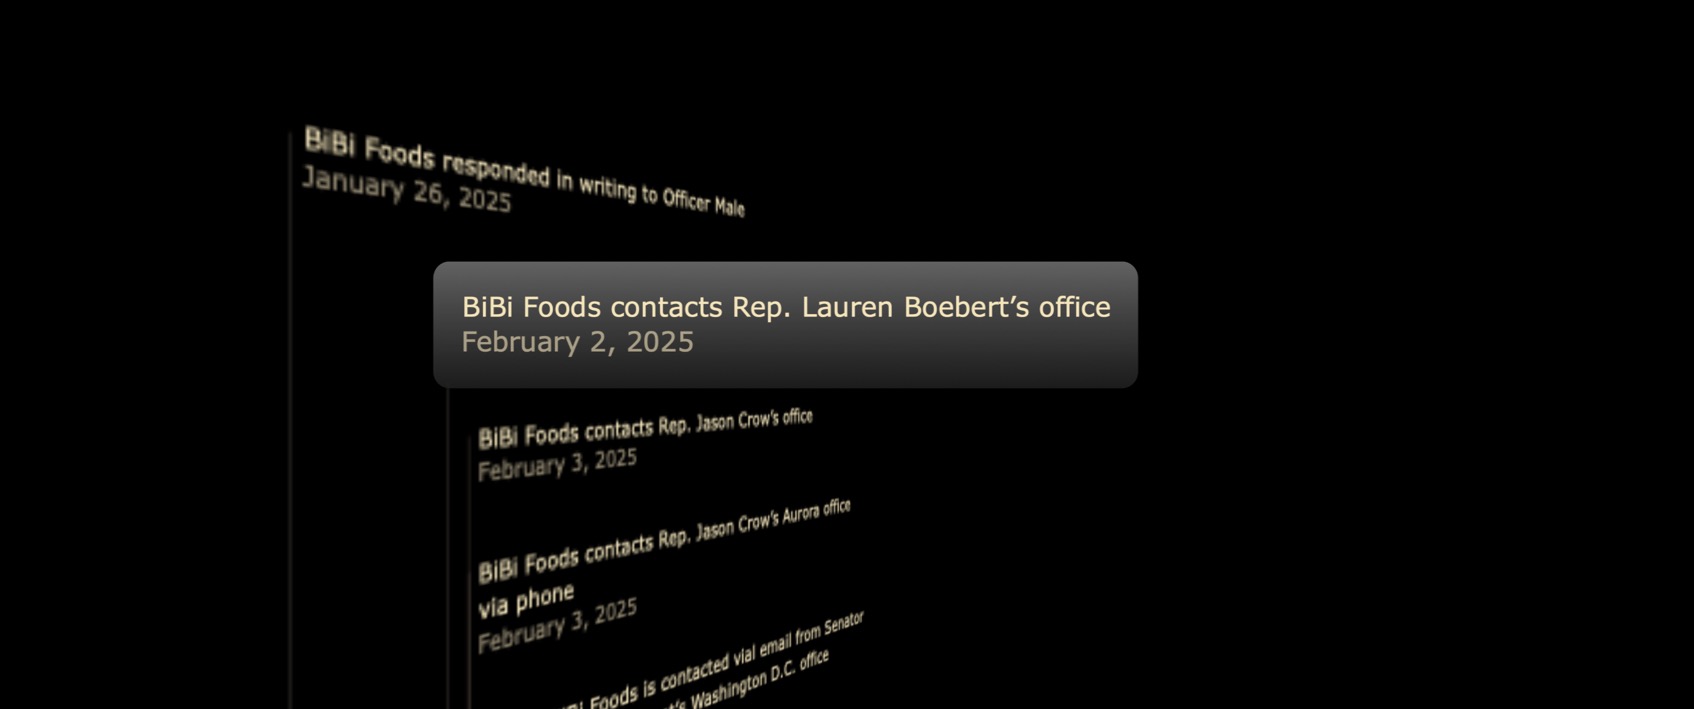 BiBi Foods responded in writing to Officer Male
January 26, 2025
BiBi Foods contacts Rep. Lauren Boebert’s office
February 2, 2025
BiBi Foods contacts Rep. Jason Crow’s office
February 3, 2025
BiBi Foods contacts Rep. Jason Crow’s Aurora office
via phone
February 3, 2025
Foods is contacted vial email from Senator
Washington D.C. office